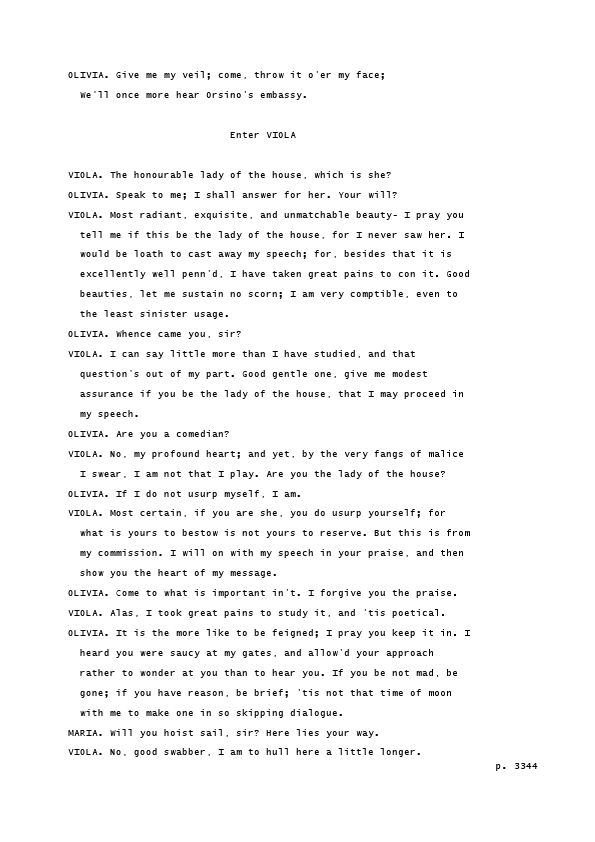 OLIVIA. Give me my veil; come, throw it o'er my face;
We'll once more hear Orsino's embassy.
Enter VIOLA
VIOLA. The honourable lady of the house, which is she?
OLIVIA. Speak to me; I shall answer for her. Your will?
VIOLA. Most radiant, exquisite, and unmatchable beauty- I pray you
tell me if this be the lady of the house, for I never saw her. I
would be loath to cast away my speech; for, besides that it is
excellently well penn'd, I have taken great pains to con it. Good
beauties, let me sustain no scorn; I am very comptible, even to
the least sinister usage.
OLIVIA. Whence came you, sir?
VIOLA. I can say little more than I have studied, and that
question's out of my part. Good gentle one, give me modest
assurance if you be the lady of the house, that I may proceed in
my speech.
OLIVIA. Are you a comedian?
VIOLA. No, my profound heart; and yet, by the very fangs of malice
I swear, I am not that I play. Are you the lady of the house?
OLIVIA. If I do not usurp myself, I am.
VIOLA. Most certain, if you are she, you do usurp yourself; for
what is yours to bestow is not yours to reserve. But this is from
my commission. I will on with my speech in your praise, and then
show you the heart of my message.
OLIVIA. Come to what is important in't. I forgive you the praise.
VIOLA. Alas, I took great pains to study it, and 'tis poetical.
OLIVIA. It is the more like to be feigned; I pray you keep it in. I
heard you were saucy at my gates, and allow'd your approach
rather to wonder at you than to hear you. If you be not mad, be
gone; if you have reason, be brief; 'tis not that time of moon
with me to make one in so skipping dialogue.
MARIA. Will you hoist sail, sir? Here lies your way.
VIOLA. No, good swabber, I am to hull here a little longer.
p. 3344